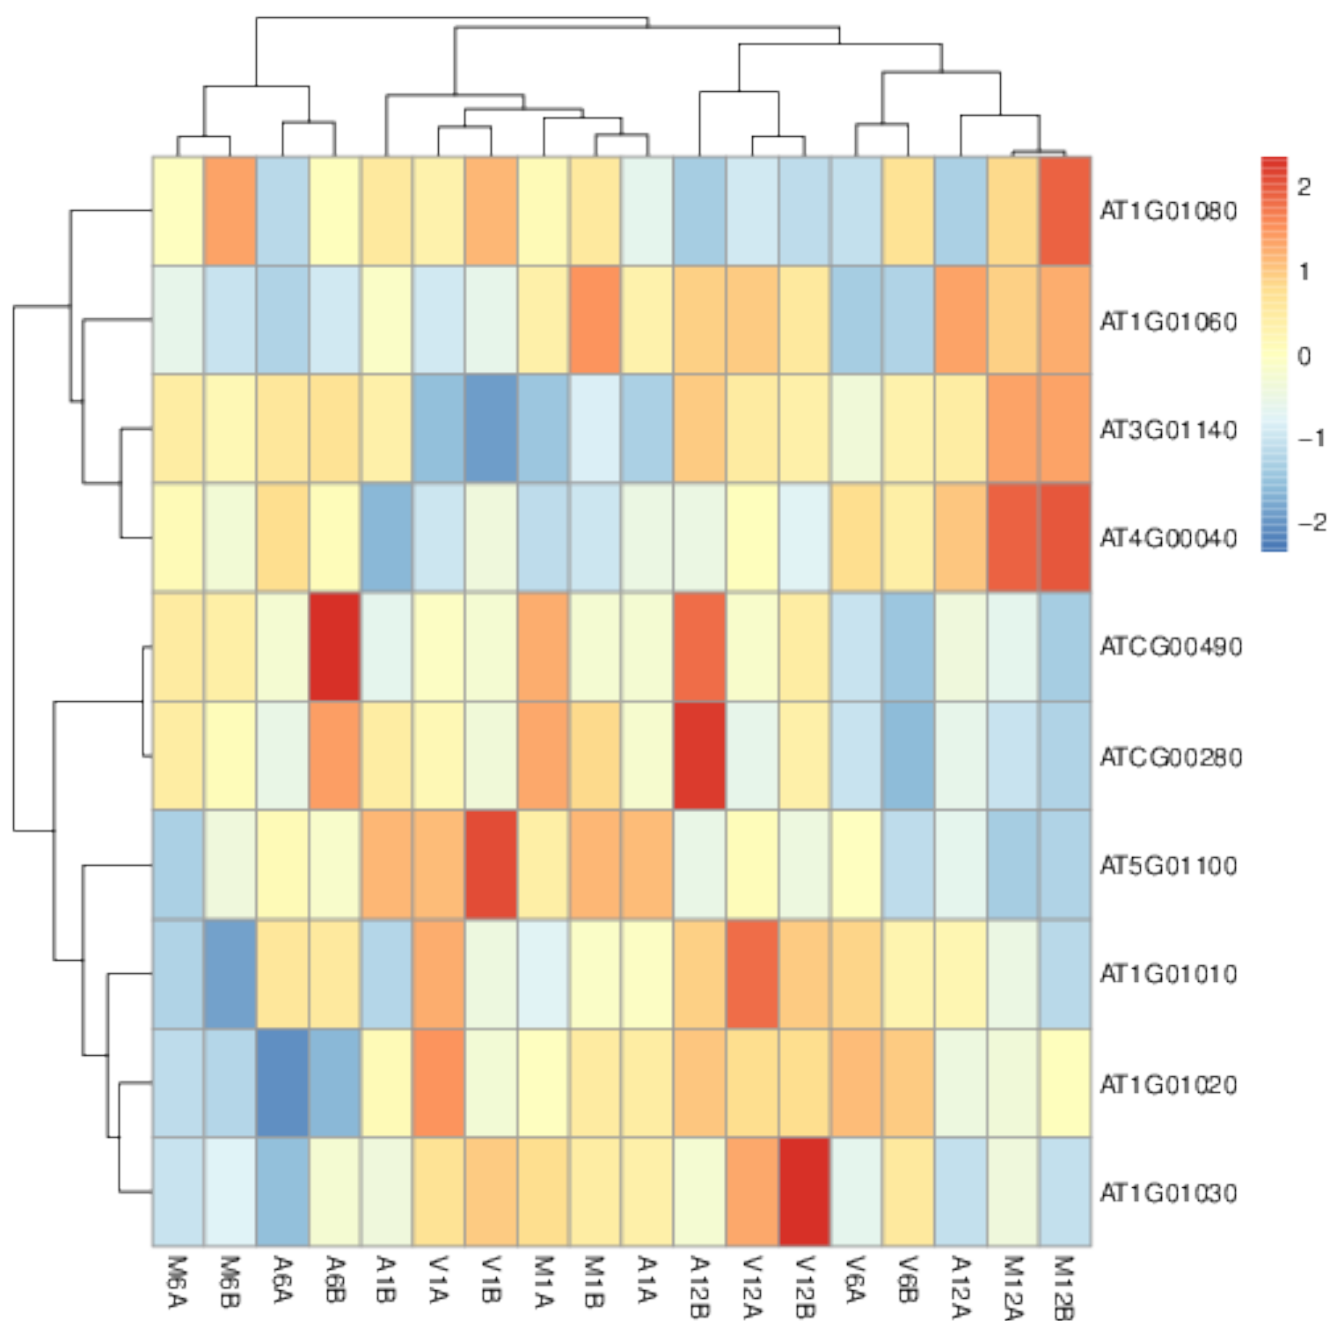 AT1G01080
AT1G01060
AT3G01140
AT4G00040
ATCG00490
ATCG00280
AT5G01100
AT1G01010
AT1G01020
AT1G01030
2
1
0
−1
−2
M6A
M6B
A6A
A6B
A1B
V1A
V1B
M1A
M1B
A1A
A12B
V12A
V12B
V6A
V6B
A12A
M12A
M12B